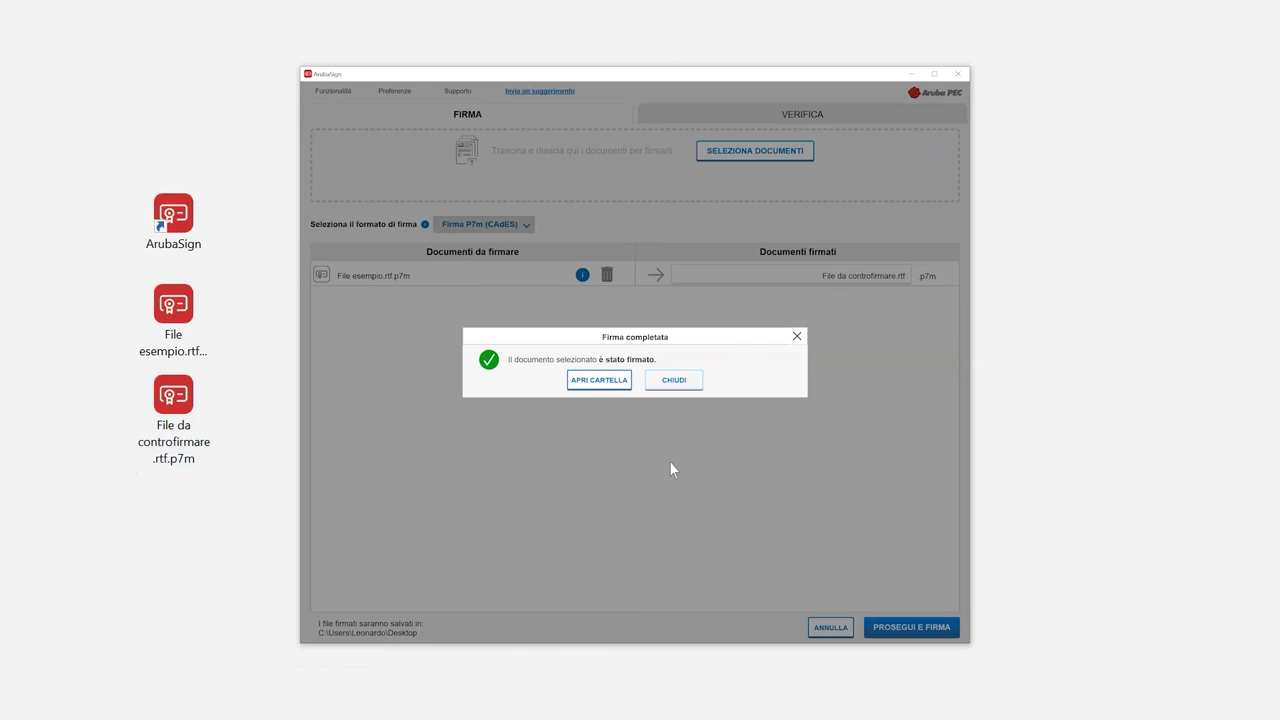 ArubaSign
Funzionalità Preferenze Supporto Invia un suggerimento
Aruba PEC
FIRMA VERIFICA
Trascina e rilascia qui i documenti per firmarli SELEZIONA DOCUMENTI
Seleziona il formato di firma i Firma P7m (CAdES)
Documenti da firmare Documenti firmati
File esempio.rtf.p7m i File da controfirmare.rtf .p7m
Firma completata
Il documento selezionato è stato firmato.
APRI CARTELLA CHIUDI
I file firmati saranno salvati in:
C:\Users\Leonardo\Desktop
ANNULLA PROSEGUI E FIRMA
ArubaSign
File
esempio.rtf...
File da
controfirmare
.rtf.p7m